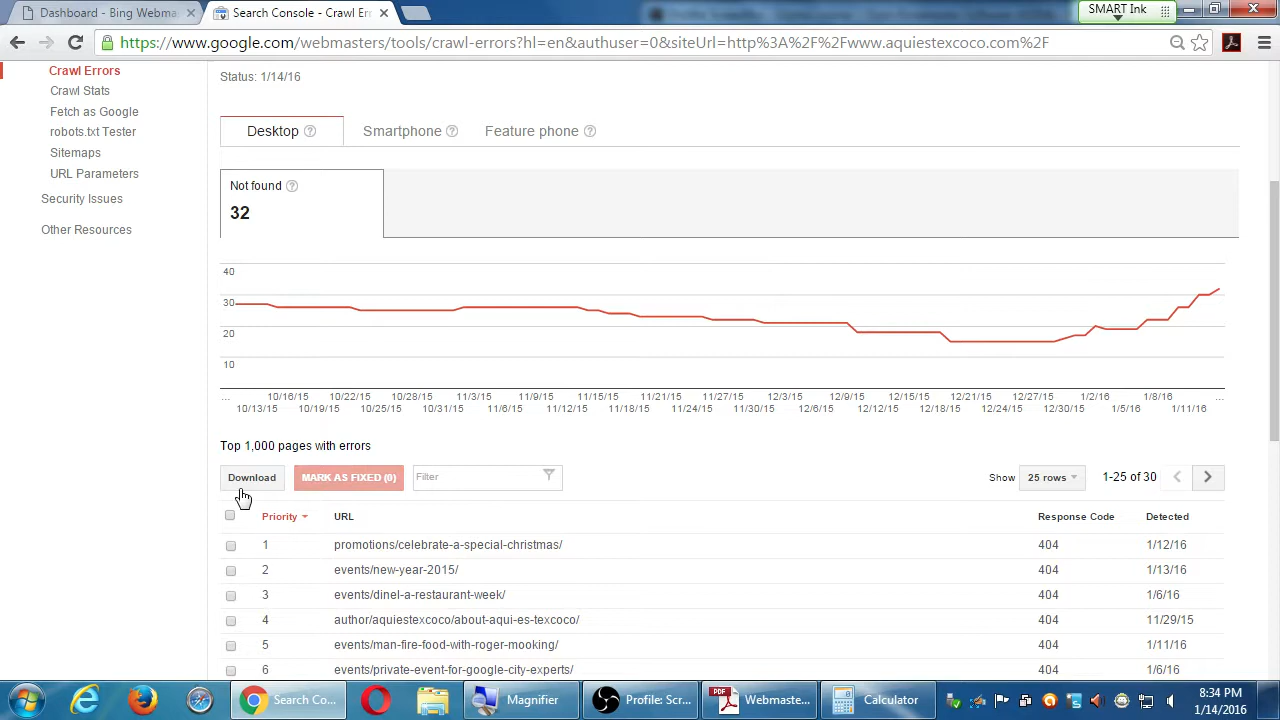 Dashboard - Bing Webma
Search Console - Crawl Err
SMART Ink
https://www.google.com/webmasters/tools/crawl-errors?hl=en&authuser=0&siteUrl=http%3A%2F%2Fwww.aquiestexcoco.com%2F
Crawl Errors
Crawl Stats
Fetch as Google
robots.txt Tester
Sitemaps
URL Parameters
Security Issues
Other Resources
Status: 1/14/16
Desktop ?
Smartphone ?
Feature phone ?
Not found ?
32
40
30
20
10
... 10/16/15 10/22/15 10/28/15 11/3/15 11/9/15 11/15/15 11/21/15 11/27/15 12/3/15 12/9/15 12/15/15 12/21/15 12/27/15 1/2/16 1/8/16 ...
10/13/15 10/19/15 10/25/15 10/31/15 11/6/15 11/12/15 11/18/15 11/24/15 11/30/15 12/6/15 12/12/15 12/18/15 12/24/15 12/30/15 1/5/16 1/11/16
Top 1,000 pages with errors
Download MARK AS FIXED (0) Filter Show 25 rows 1-25 of 30
Priority URL Response Code Detected
1 promotions/celebrate-a-special-christmas/ 404 1/12/16
2 events/new-year-2015/ 404 1/13/16
3 events/dinel-a-restaurant-week/ 404 1/6/16
4 author/aquiestexcoco/about-aqui-es-texcoco/ 404 11/29/15
5 events/man-fire-food-with-roger-mooking/ 404 1/11/16
6 events/private-event-for-google-city-experts/ 404 1/6/16
Search Co...
Magnifier
Profile: Scr...
PDF
Webmaste...
Calculator
8:34 PM
1/14/2016